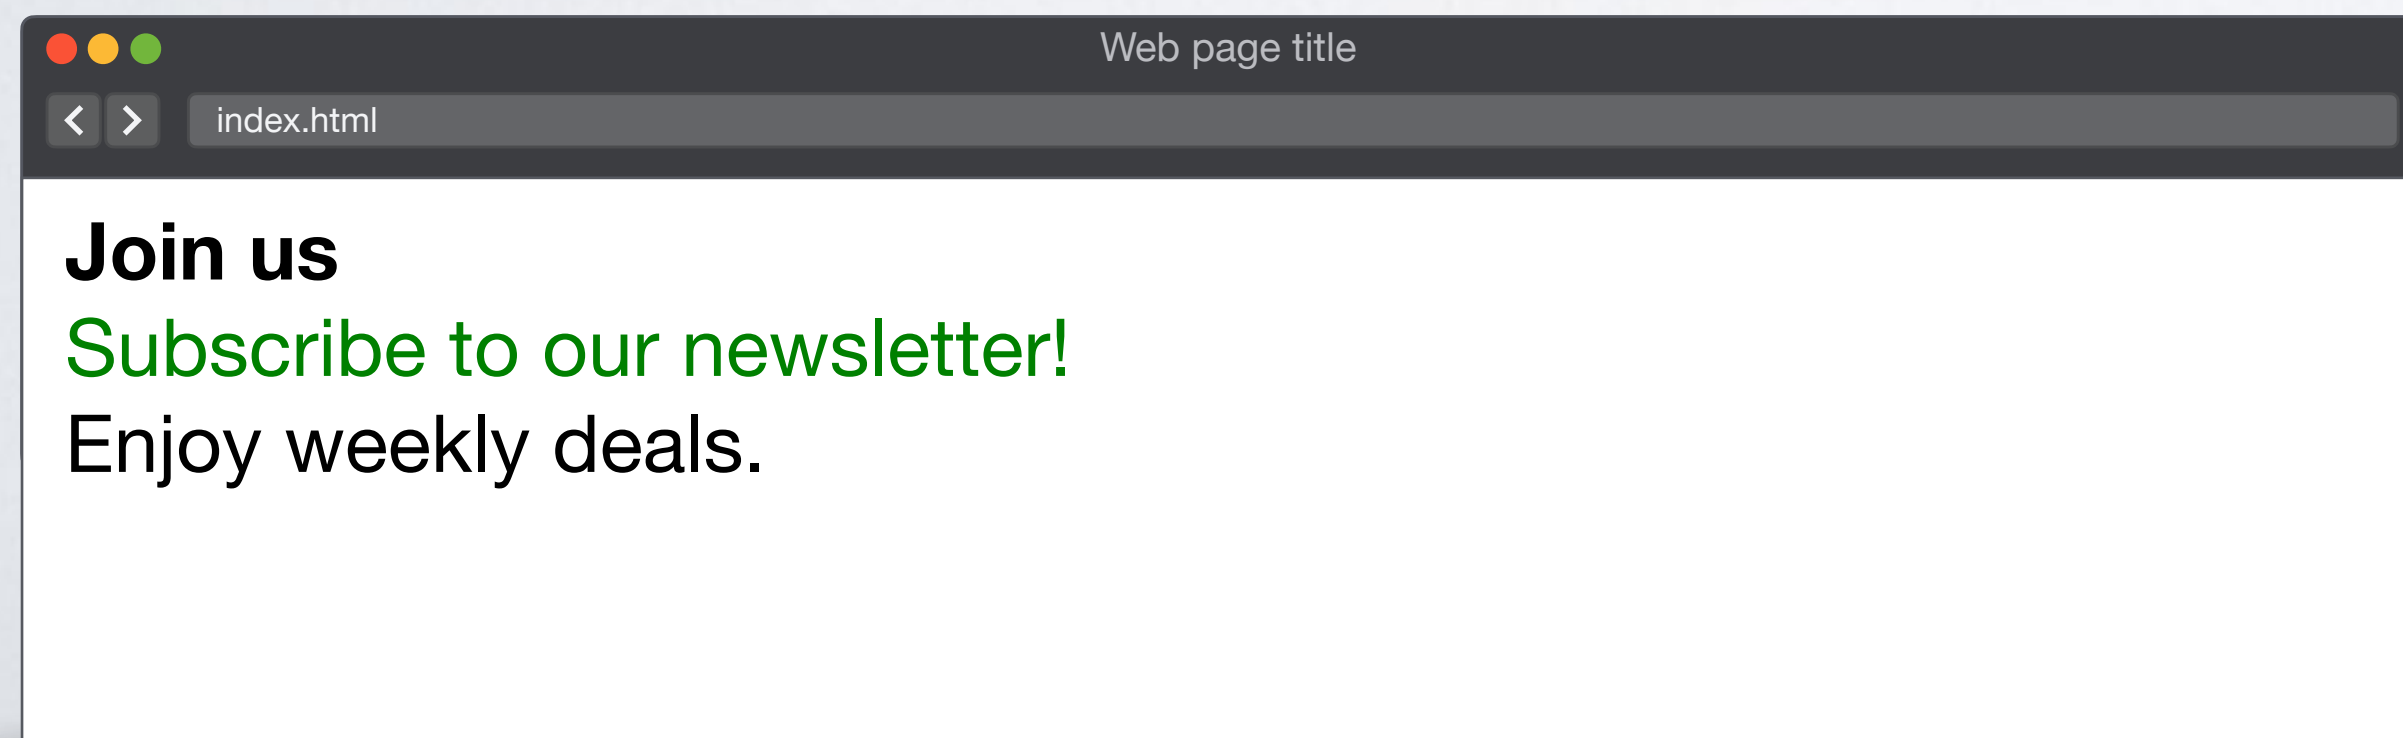 Web page title
index.html
Join us
Subscribe to our newsletter!
Enjoy weekly deals.